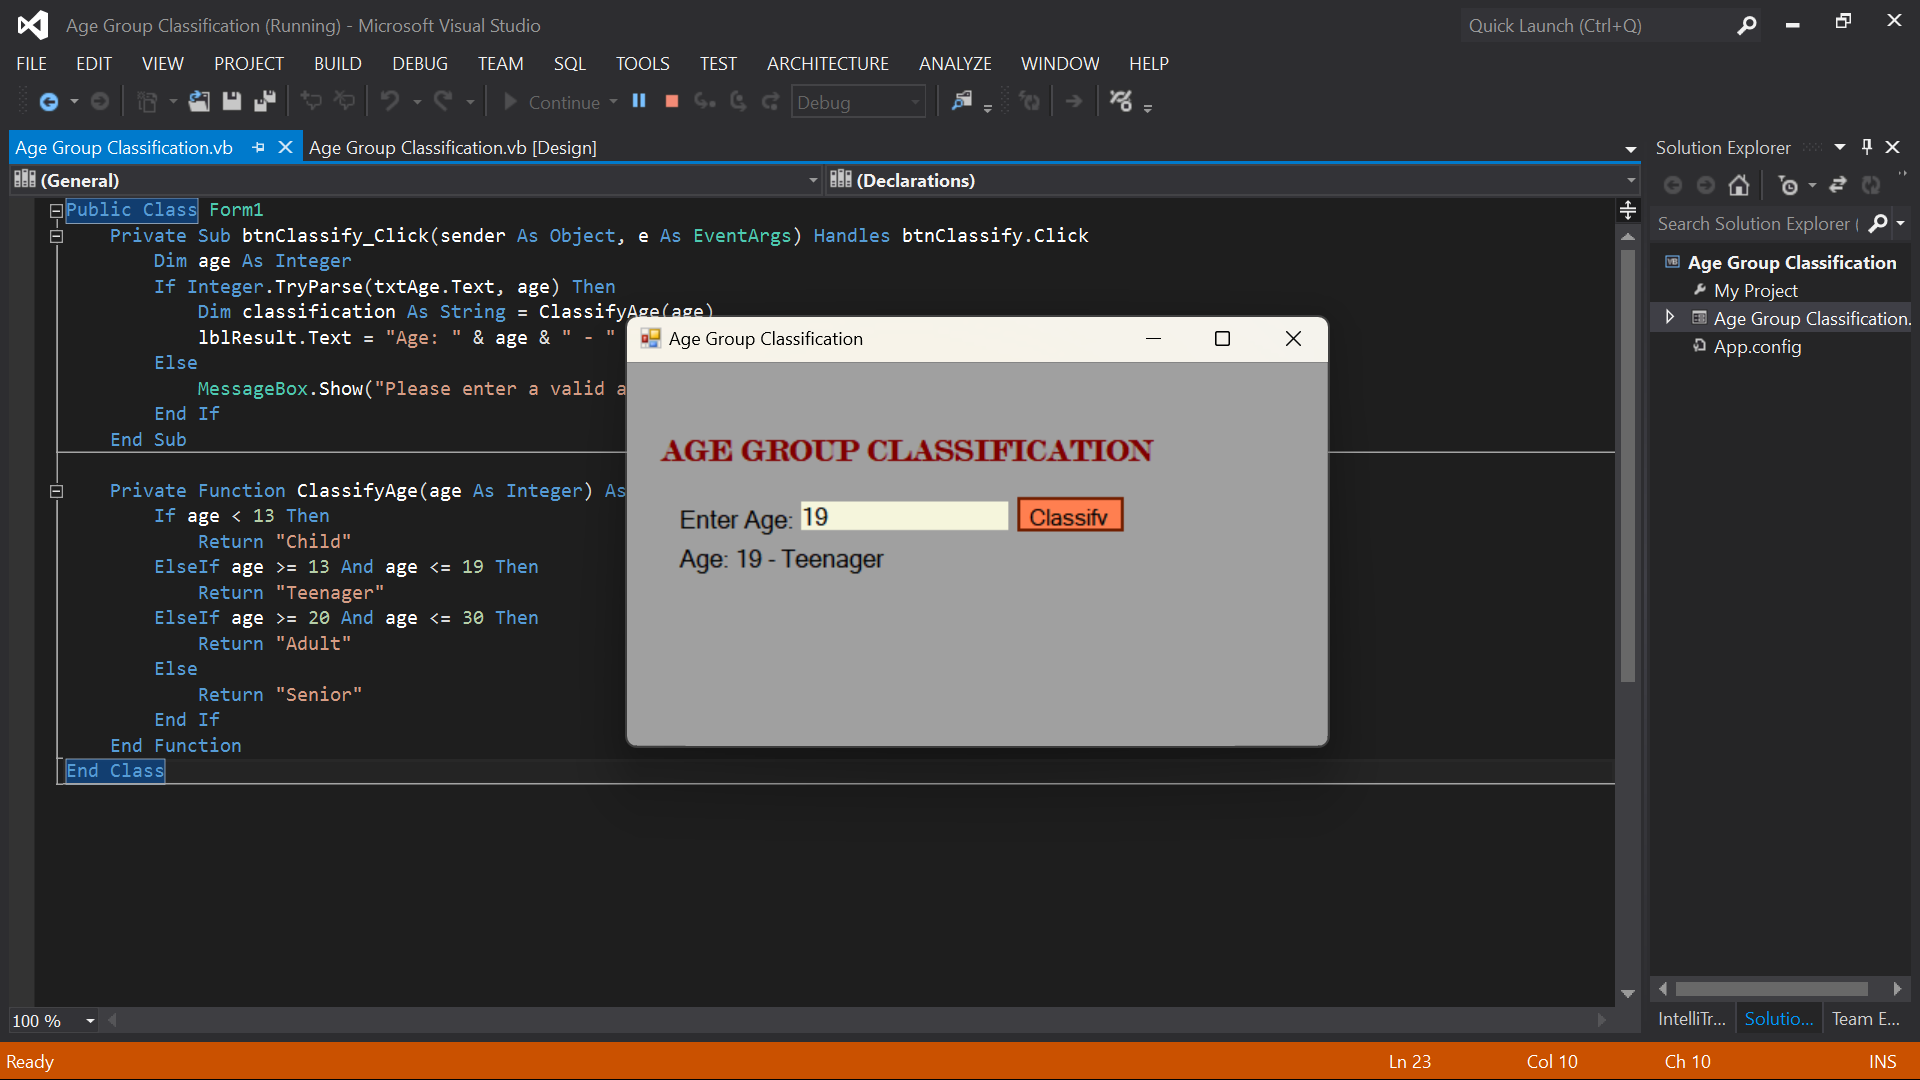 Age Group Classification (Running) - Microsoft Visual Studio
Quick Launch (Ctrl+Q)
FILE EDIT VIEW PROJECT BUILD DEBUG TEAM SQL TOOLS TEST ARCHITECTURE ANALYZE WINDOW HELP
Continue Debug
Age Group Classification.vb Age Group Classification.vb [Design]
(General) (Declarations)
Public Class Form1
Private Sub btnClassify_Click(sender As Object, e As EventArgs) Handles btnClassify.Click
Dim age As Integer
If Integer.TryParse(txtAge.Text, age) Then
Dim classification As String = ClassifyAge(age)
lblResult.Text = "Age: " & age & " - "
Else
MessageBox.Show("Please enter a valid a
End If
End Sub
Private Function ClassifyAge(age As Integer) As
If age < 13 Then
Return "Child"
ElseIf age >= 13 And age <= 19 Then
Return "Teenager"
ElseIf age >= 20 And age <= 30 Then
Return "Adult"
Else
Return "Senior"
End If
End Function
End Class
Age Group Classification
AGE GROUP CLASSIFICATION
Enter Age: 19 Classify
Age: 19 - Teenager
Solution Explorer
Search Solution Explorer (
VB Age Group Classification
My Project
Age Group Classification.
App.config
100 %
IntelliTr... Solutio... Team E...
Ready Ln 23 Col 10 Ch 10 INS